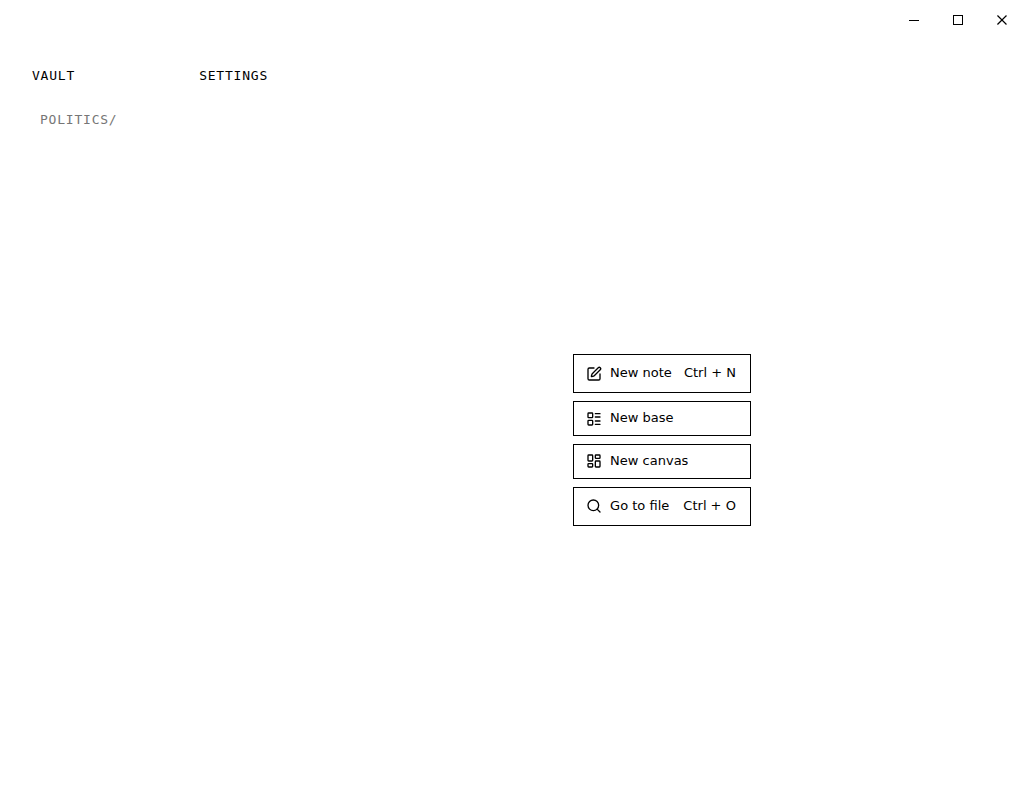 VAULT SETTINGS
POLITICS/
New note Ctrl + N
New base
New canvas
Go to file Ctrl + O